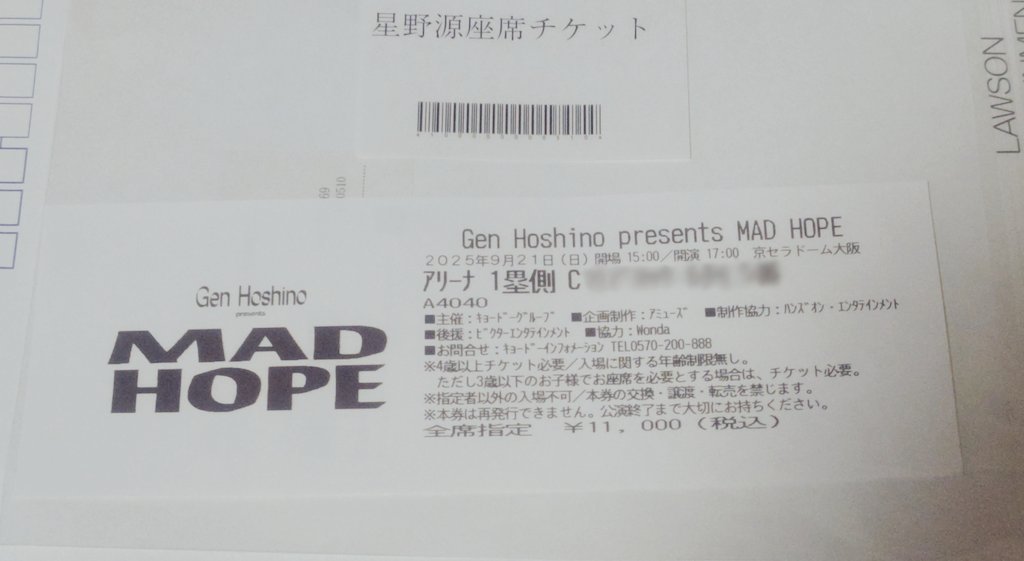 星野源座席チケット
LAWSON
0510
69
Gen Hoshino
presents
MAD
HOPE
Gen Hoshino presents MAD HOPE
2025年9月21日(日) 開場 15:00/開演 17:00 京セラドーム大阪
アリーナ 1塁側 C
A4040
■主催:キョードーグループ ■企画制作:アミューズ ■制作協力:ハンズオン・エンタテインメント
■後援:ビクターエンタテインメント ■協力:Wonda
■お問合せ:キョードーインフォメーション TEL0570-200-888
※4歳以上チケット必要/入場に関する年齢制限無し。
ただし3歳以下のお子様でお座席を必要とする場合は、チケット必要。
※指定者以外の入場不可/本券の交換・譲渡・転売を禁じます。
※本券は再発行できません。公演終了まで大切にお持ちください。
全席指定 ¥11,000(税込)